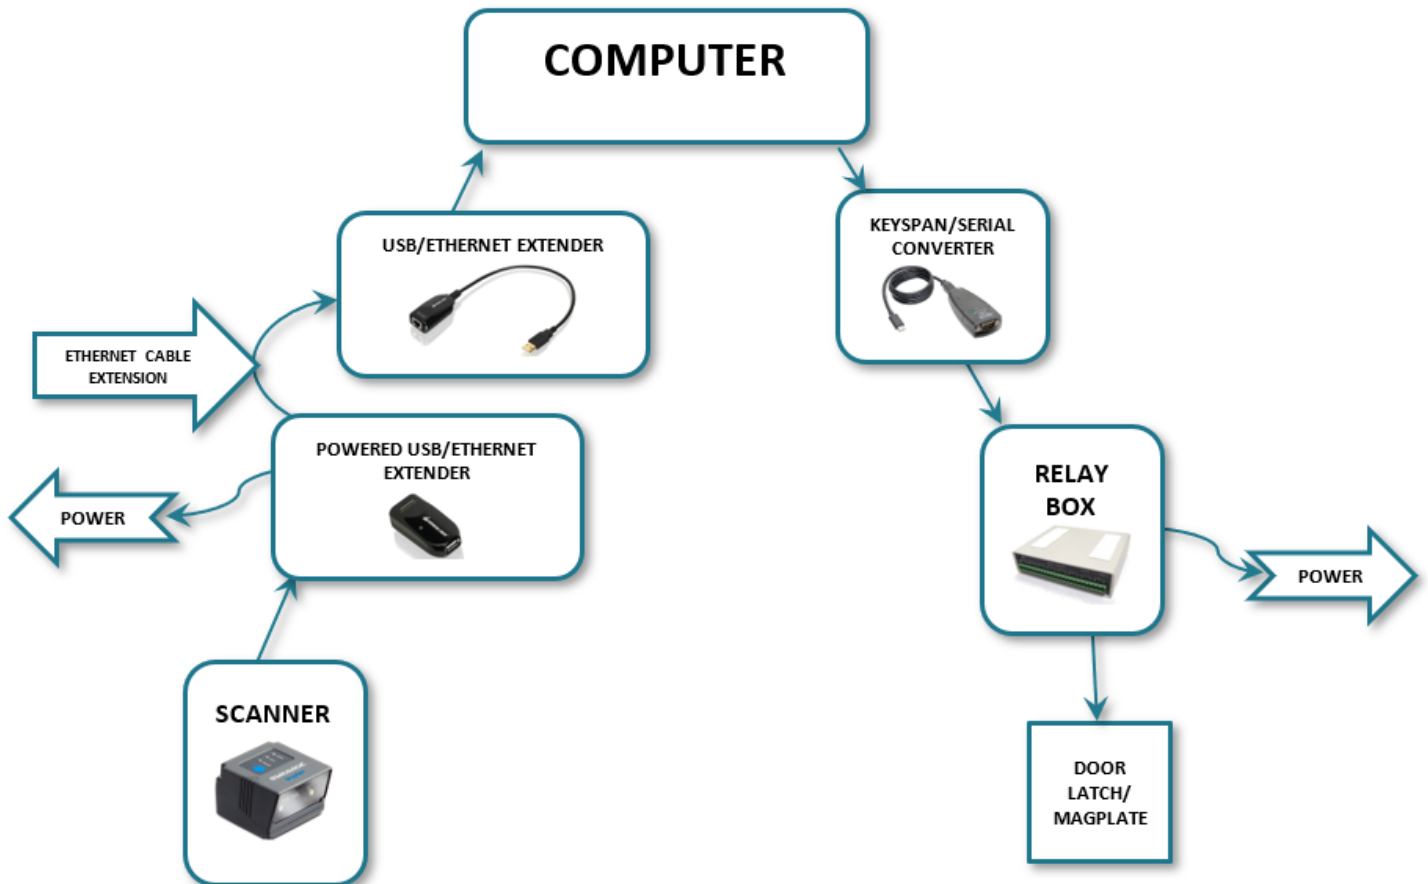 COMPUTER
USB/ETHERNET EXTENDER
KEYSPAN/SERIAL
CONVERTER
ETHERNET CABLE
EXTENSION
POWERED USB/ETHERNET
EXTENDER
POWER
RELAY
BOX
POWER
SCANNER
DOOR
LATCH/
MAGPLATE